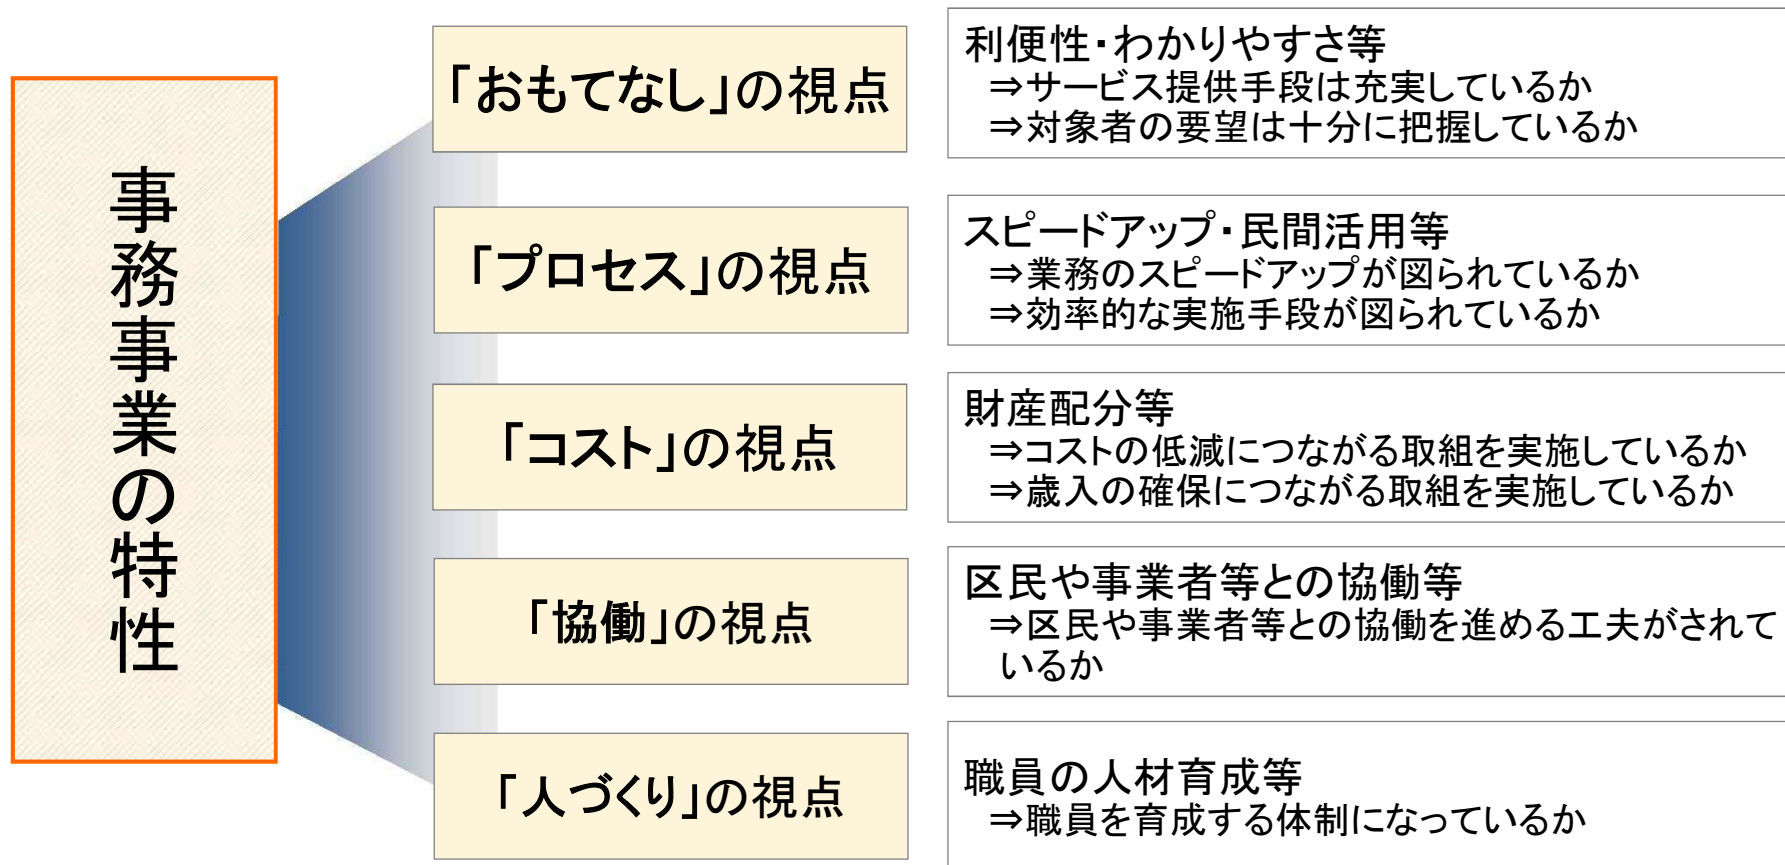 事務事業の特性
「おもてなし」の視点
利便性・わかりやすさ等
⇒サービス提供手段は充実しているか
⇒対象者の要望は十分に把握しているか
「プロセス」の視点
スピードアップ・民間活用等
⇒業務のスピードアップが図られているか
⇒効率的な実施手段が図られているか
「コスト」の視点
財産配分等
⇒コストの低減につながる取組を実施しているか
⇒歳入の確保につながる取組を実施しているか
「協働」の視点
区民や事業者等との協働等
⇒区民や事業者等との協働を進める工夫がされて
いるか
「人づくり」の視点
職員の人材育成等
⇒職員を育成する体制になっているか